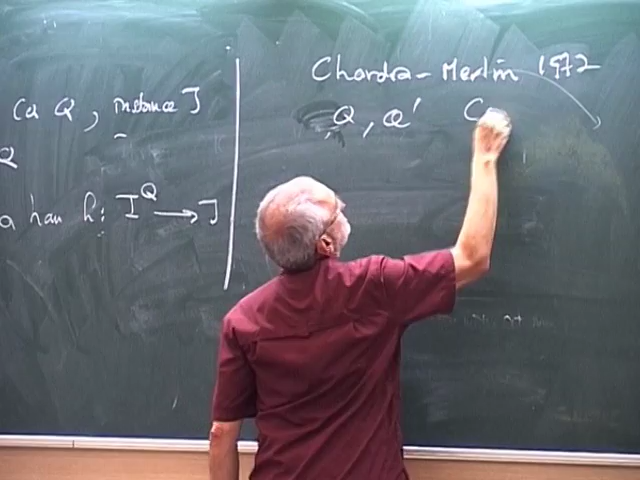 CQ Q, instance J
Q
a hom h: I^Q → J
Chandra-Merlin 1972
Q, Q' C